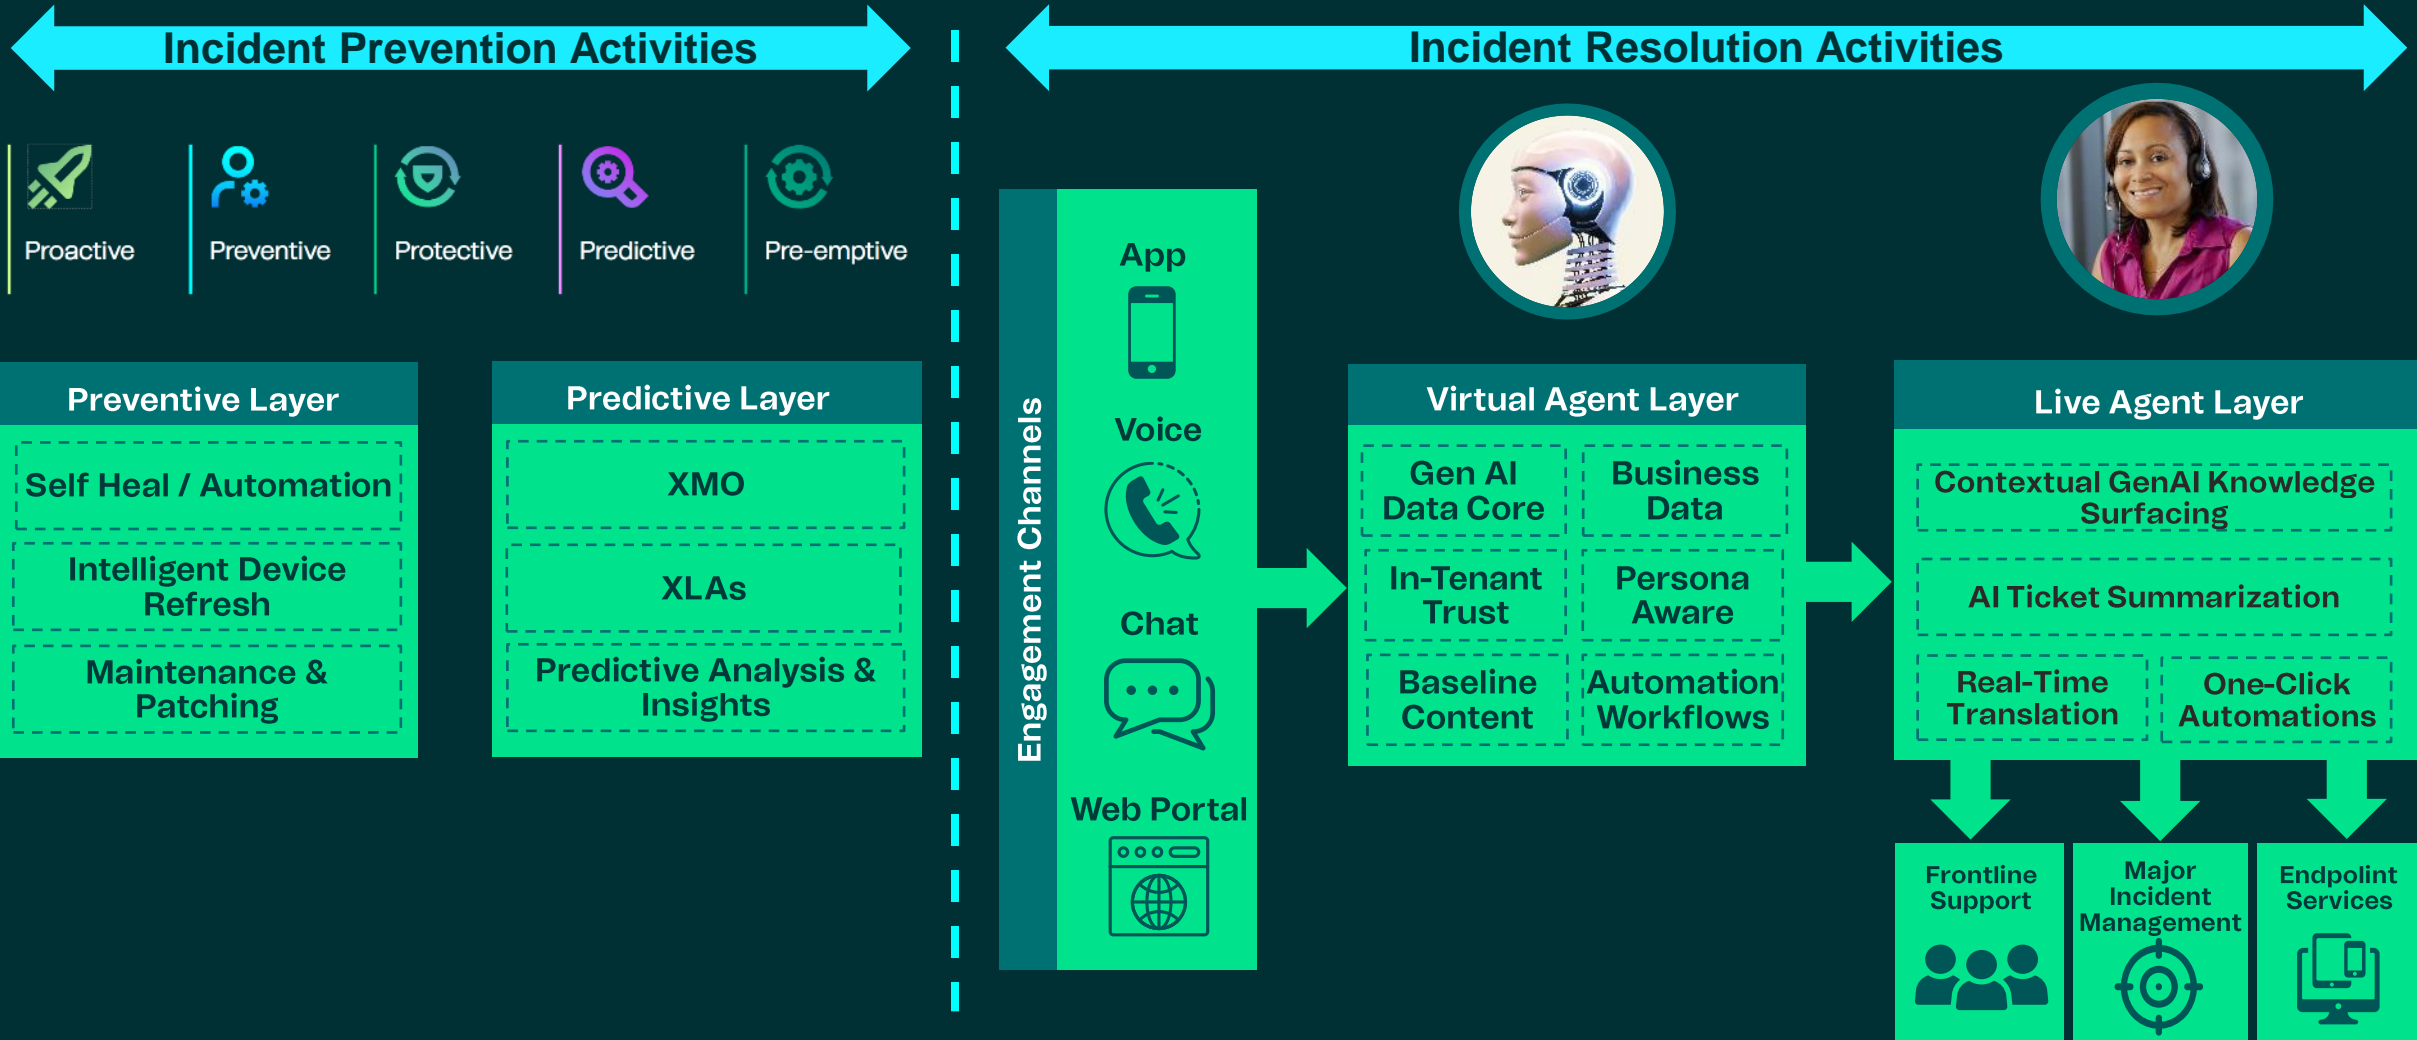 Incident Prevention Activities
Incident Resolution Activities
Proactive
Preventive
Protective
Predictive
Pre-emptive
Preventive Layer
Self Heal / Automation
Intelligent Device
Refresh
Maintenance &
Patching
Predictive Layer
XMO
XLAs
Predictive Analysis &
Insights
Engagement Channels
App
Voice
Chat
Web Portal
Virtual Agent Layer
Gen AI
Data Core
Business
Data
In-Tenant
Trust
Persona
Aware
Baseline
Content
Automation
Workflows
Live Agent Layer
Contextual GenAI Knowledge
Surfacing
AI Ticket Summarization
Real-Time
Translation
One-Click
Automations
Frontline
Support
Major
Incident
Management
Endpolint
Services